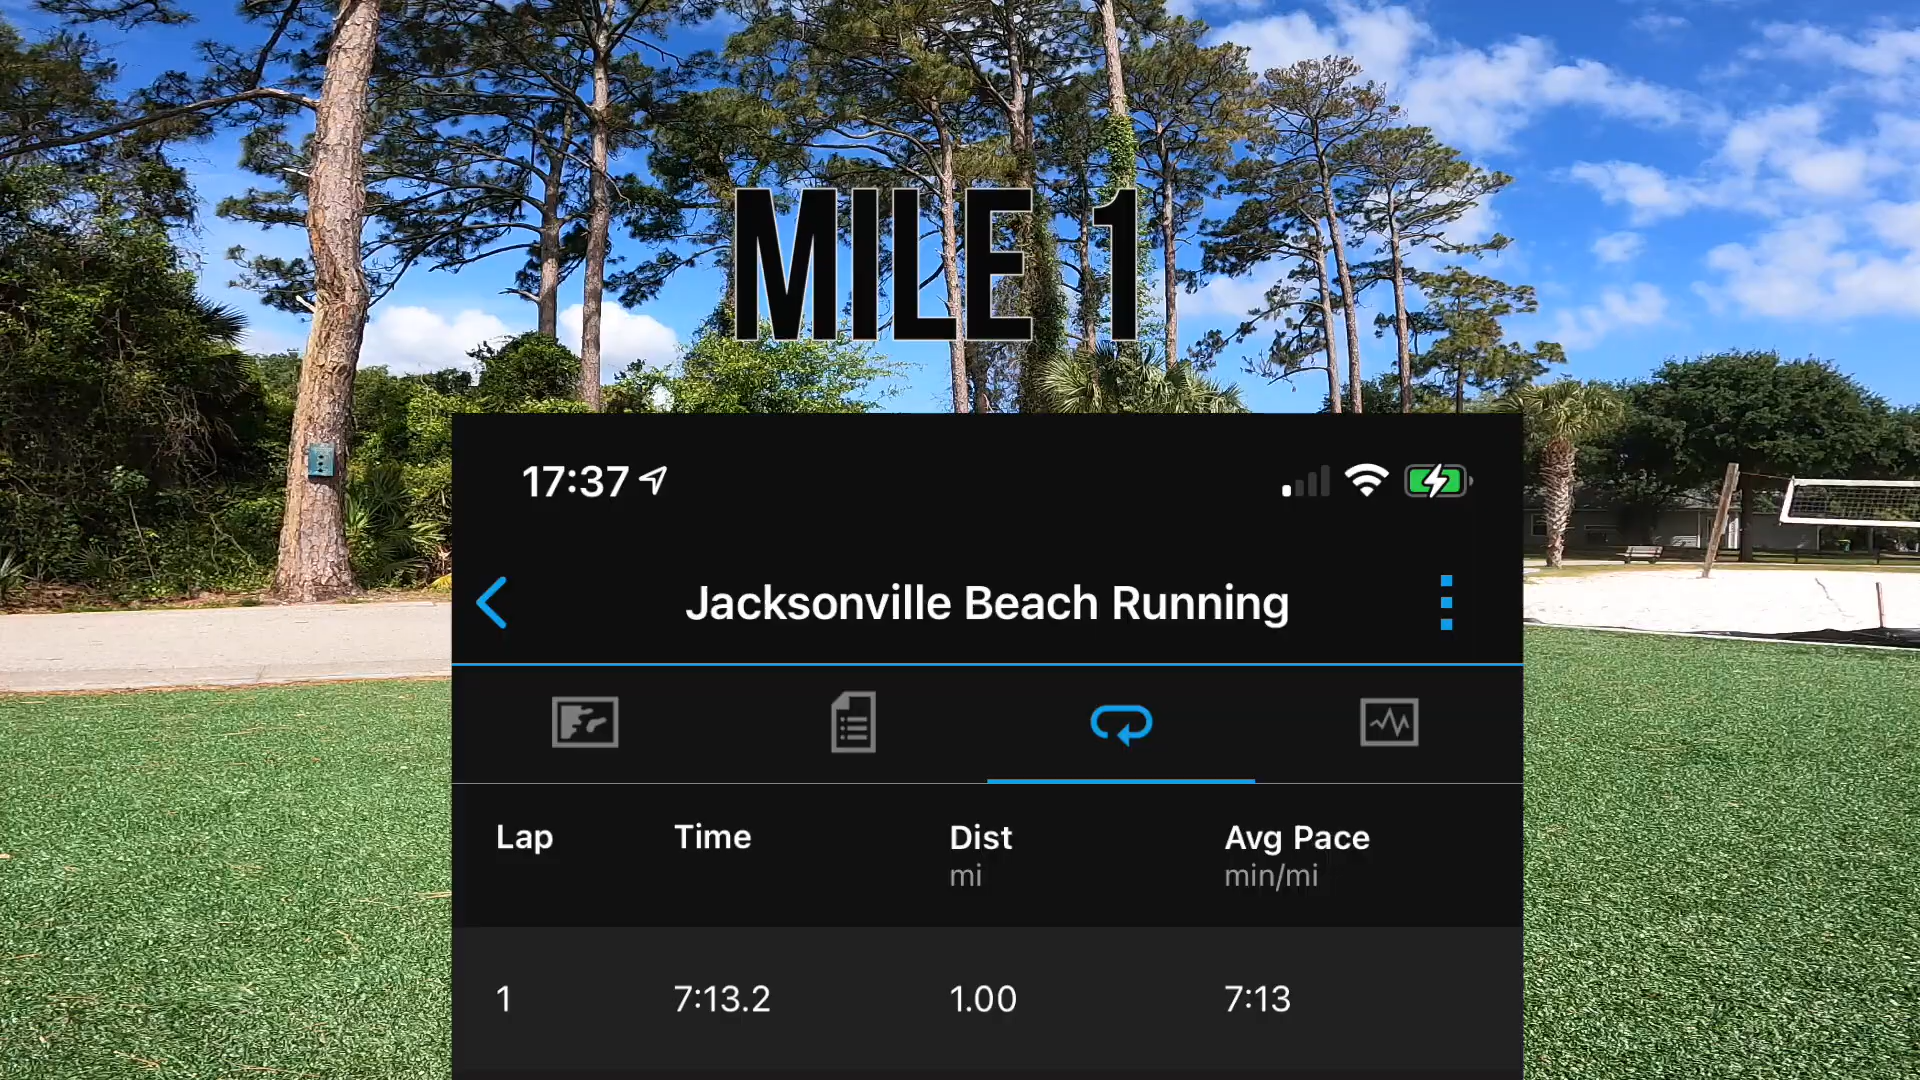 MILE 1
17:37
Jacksonville Beach Running
Lap Time Dist Avg Pace
mi min/mi
1 7:13.2 1.00 7:13